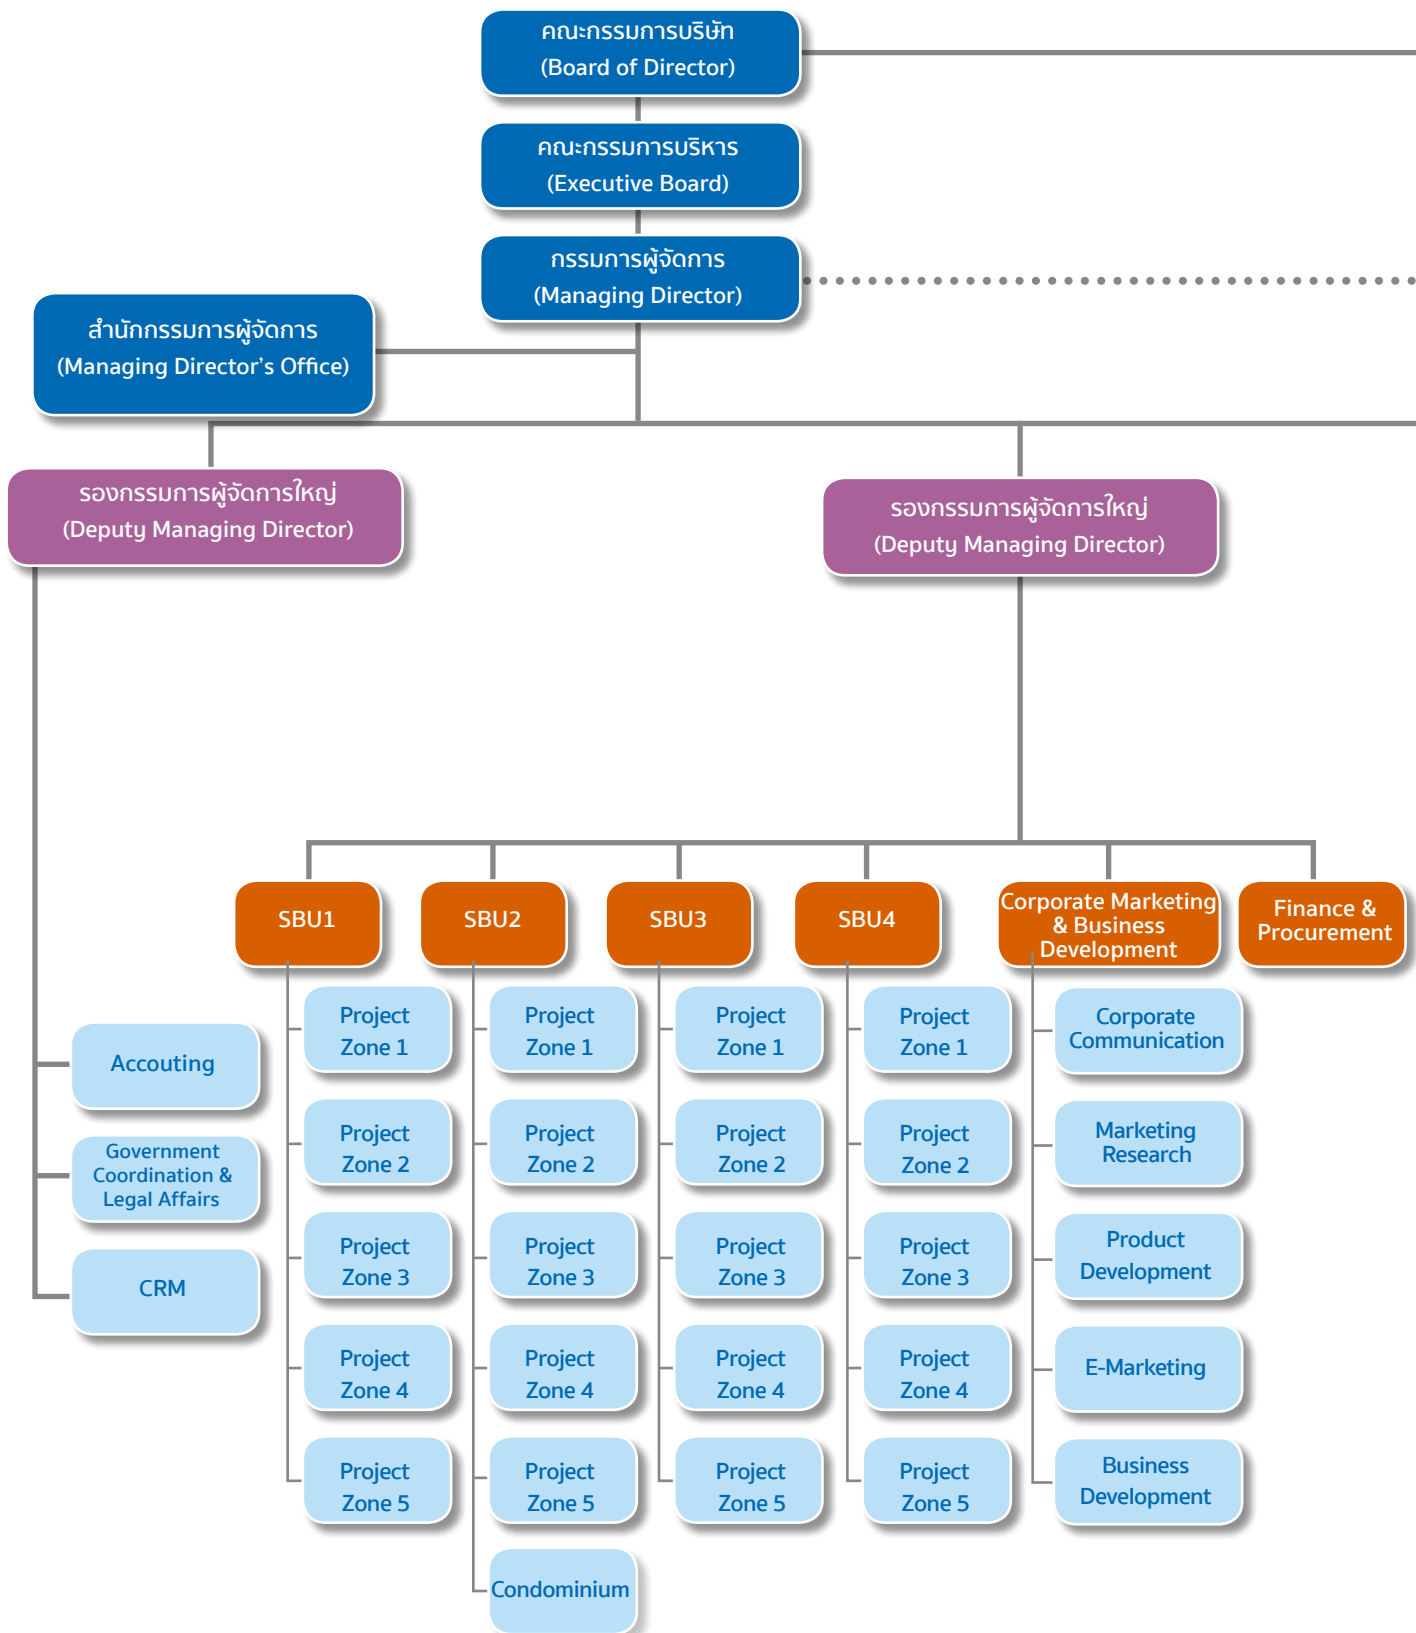 คณะกรรมการบริษัท
(Board of Director)
คณะกรรมการบริหาร
(Executive Board)
กรรมการผู้จัดการ
(Managing Director)
สำนักกรรมการผู้จัดการ
(Managing Director’s Office)
รองกรรมการผู้จัดการใหญ่
(Deputy Managing Director)
รองกรรมการผู้จัดการใหญ่
(Deputy Managing Director)
Accouting
Government
Coordination &
Legal Affairs
CRM
SBU1
Project
Zone 1
Project
Zone 2
Project
Zone 3
Project
Zone 4
Project
Zone 5
SBU2
Project
Zone 1
Project
Zone 2
Project
Zone 3
Project
Zone 4
Project
Zone 5
Condominium
SBU3
Project
Zone 1
Project
Zone 2
Project
Zone 3
Project
Zone 4
Project
Zone 5
SBU4
Project
Zone 1
Project
Zone 2
Project
Zone 3
Project
Zone 4
Project
Zone 5
Corporate Marketing
& Business
Development
Corporate
Communication
Marketing
Research
Product
Development
E-Marketing
Business
Development
Finance &
Procurement